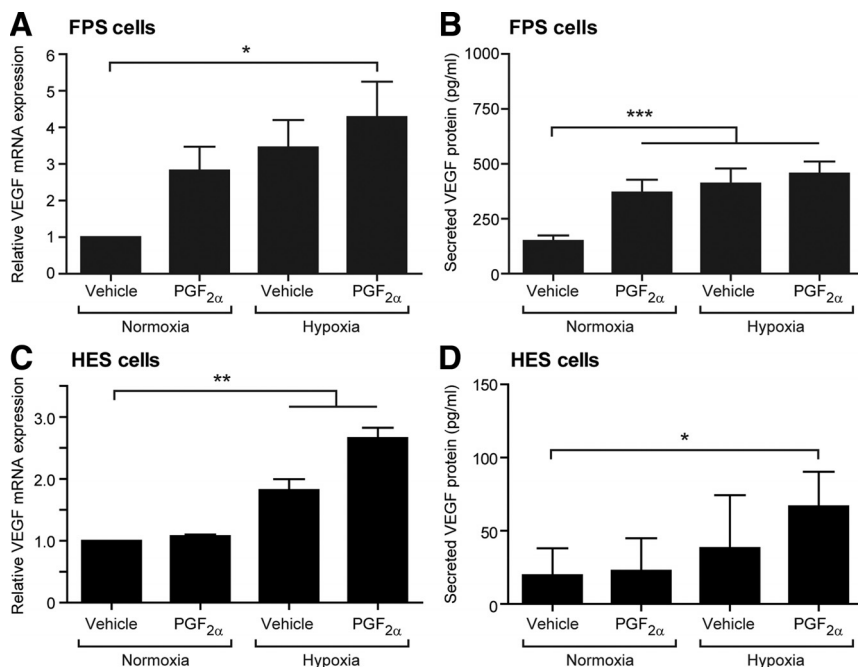 A FPS cells
Relative VEGF mRNA expression
6
5
4
3
2
1
0
*
Vehicle PGF2α Vehicle PGF2α
Normoxia Hypoxia
B FPS cells
Secreted VEGF protein (pg/ml)
1000
750
500
250
0
***
Vehicle PGF2α Vehicle PGF2α
Normoxia Hypoxia
C HES cells
Relative VEGF mRNA expression
3.0
2.0
1.0
0
**
Vehicle PGF2α Vehicle PGF2α
Normoxia Hypoxia
D HES cells
Secreted VEGF protein (pg/ml)
150
100
50
0
*
Vehicle PGF2α Vehicle PGF2α
Normoxia Hypoxia